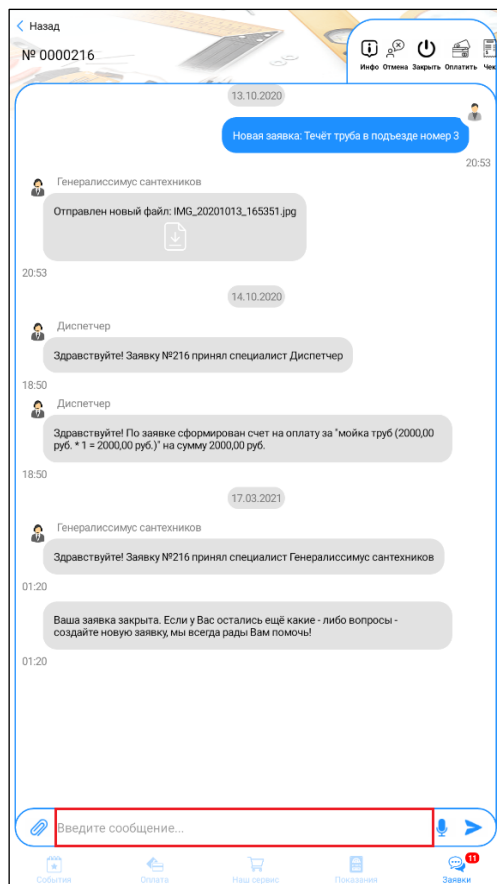 Назад
№ 0000216
Инфо Отмена Закрыть Оплатить Чек
13.10.2020
Новая заявка: Течёт труба в подъезде номер 3
20:53
Генералиссимус сантехников
Отправлен новый файл: IMG_20201013_165351.jpg
20:53
14.10.2020
Диспетчер
Здравствуйте! Заявку №216 принял специалист Диспетчер
18:50
Диспетчер
Здравствуйте! По заявке сформирован счет на оплату за "мойка труб (2000,00
руб. * 1 = 2000,00 руб.)" на сумму 2000,00 руб.
18:50
17.03.2021
Генералиссимус сантехников
Здравствуйте! Заявку №216 принял специалист Генералиссимус сантехников
01:20
Ваша заявка закрыта. Если у Вас остались ещё какие - либо вопросы -
создайте новую заявку, мы всегда рады Вам помочь!
01:20
Введите сообщение...
11
События Оплата Наш сервис Показания Заявки